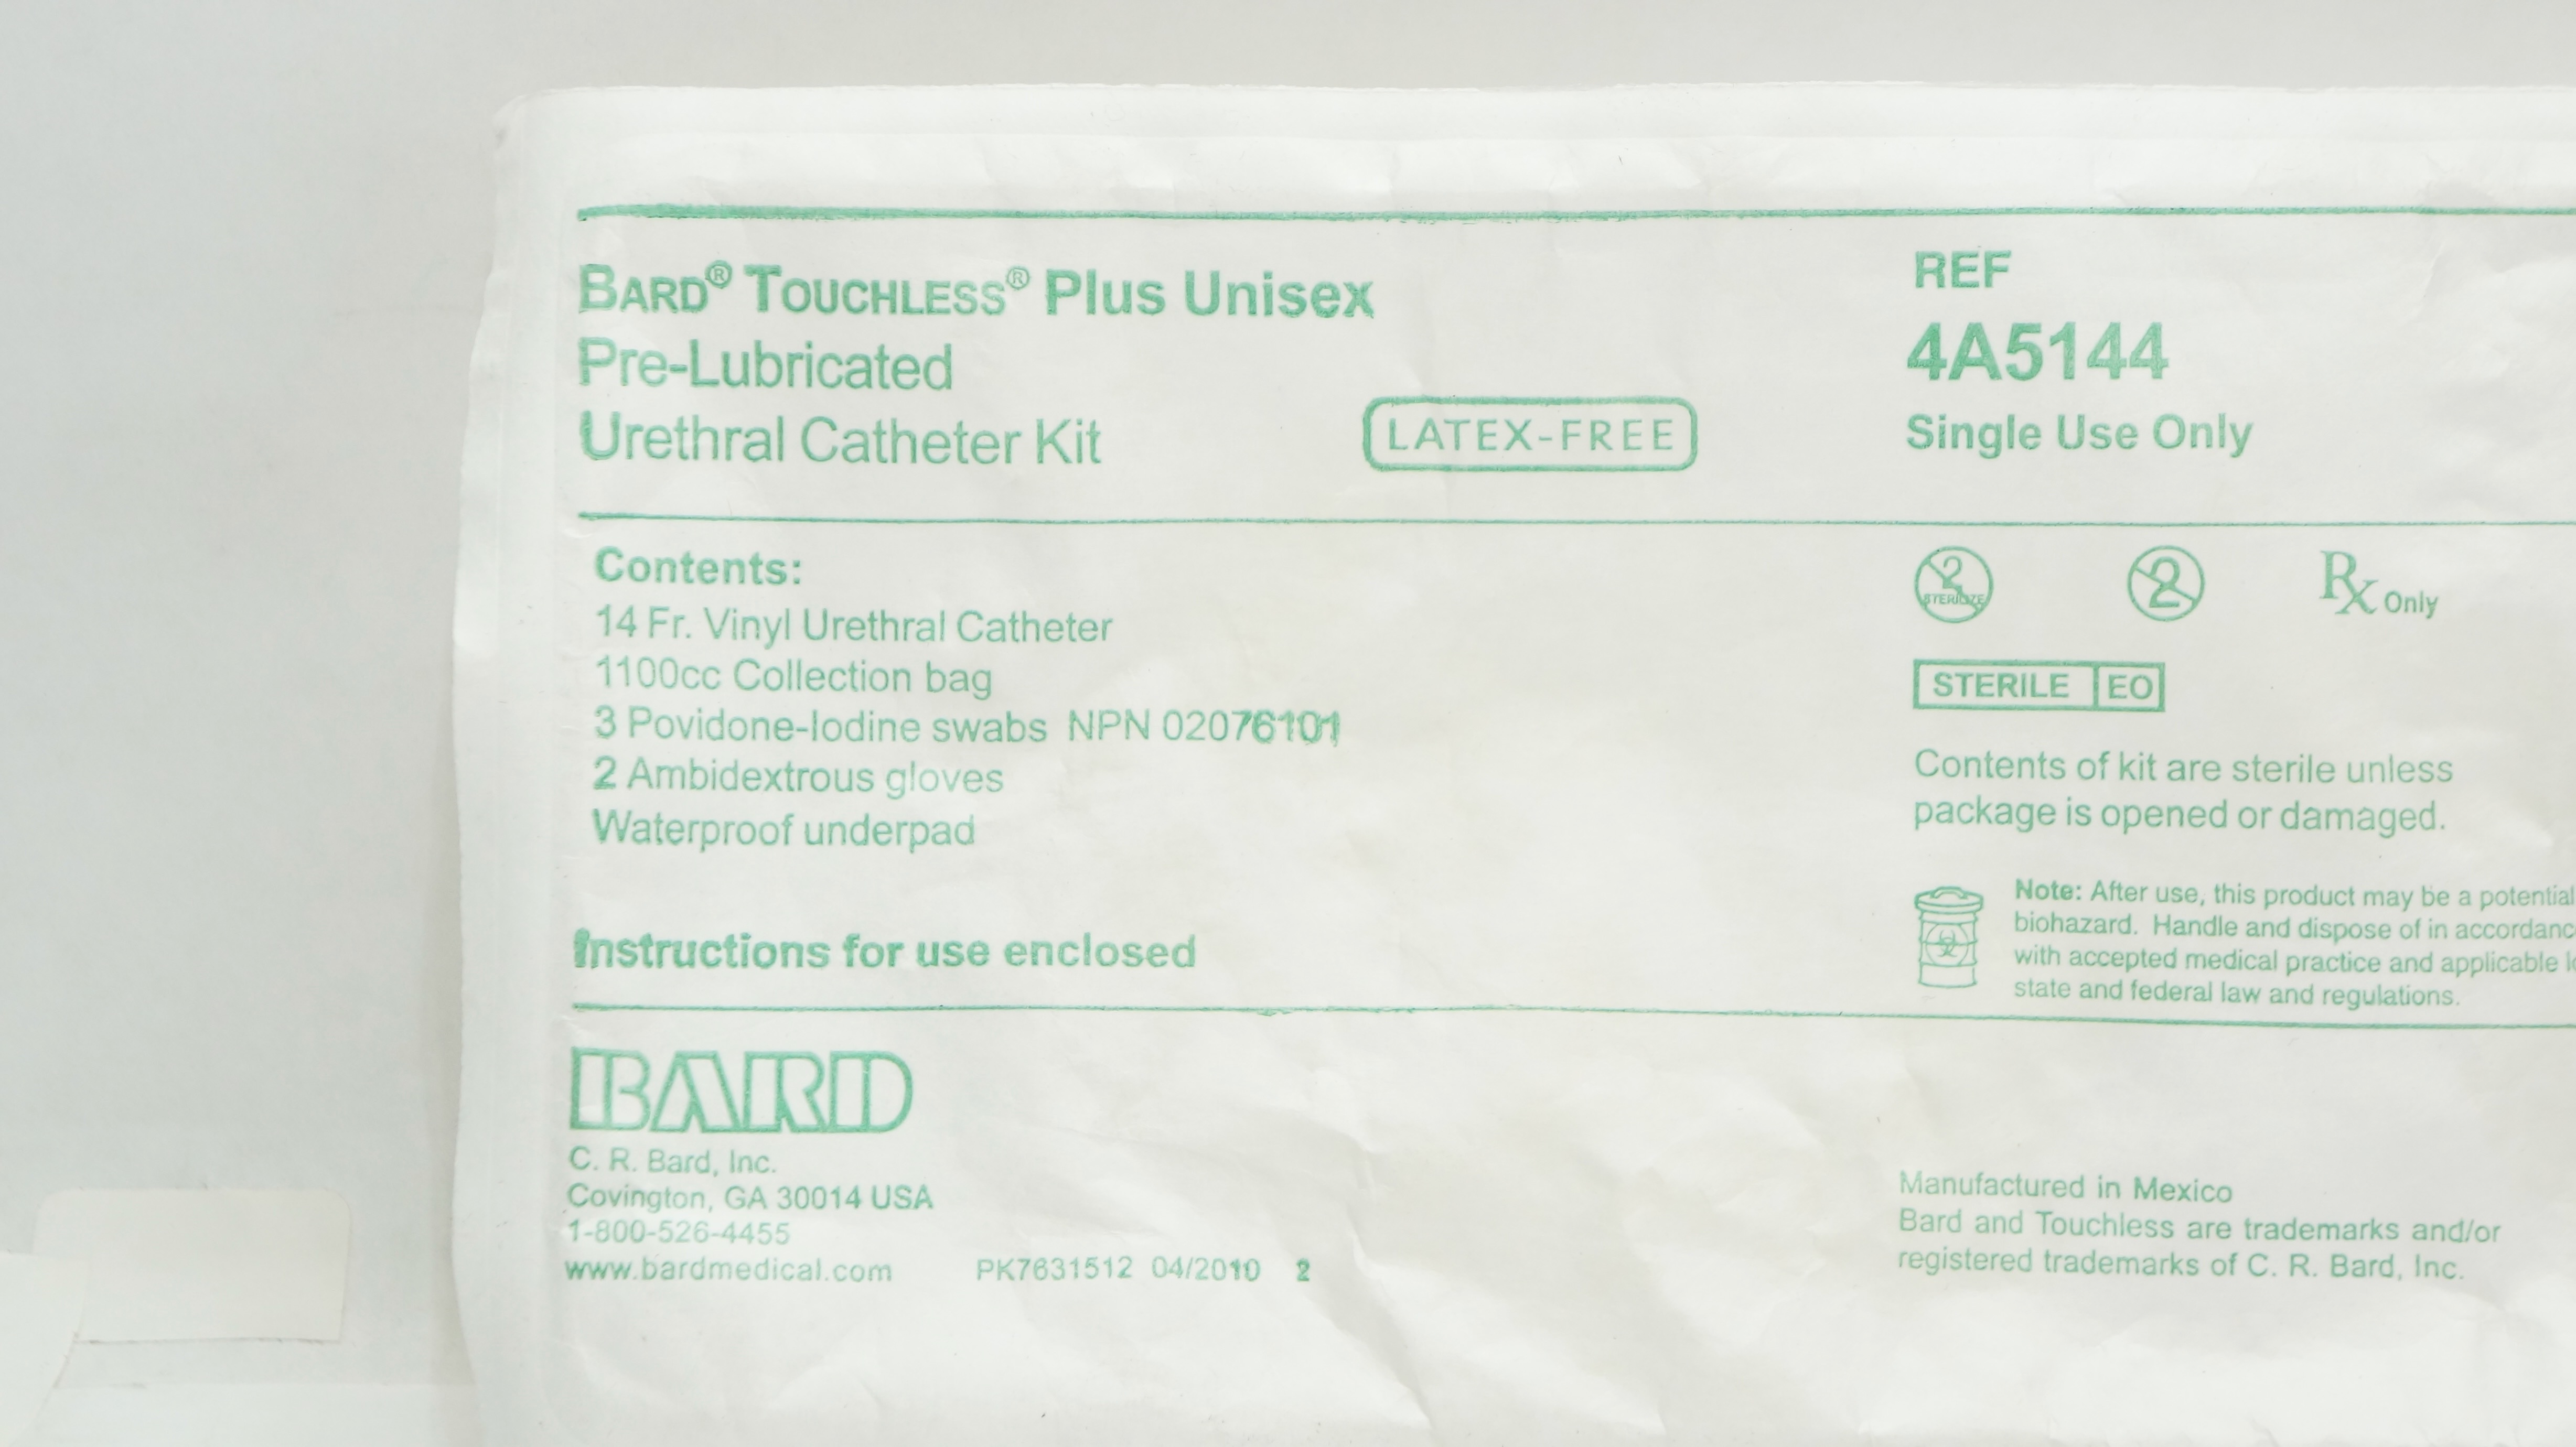 BARD® TOUCHLESS® Plus Unisex
Pre-Lubricated
Urethral Catheter Kit
LATEX-FREE
REF
4A5144
Single Use Only
Contents:
14 Fr. Vinyl Urethral Catheter
1100cc Collection bag
3 Povidone-Iodine swabs NPN 02076101
2 Ambidextrous gloves
Waterproof underpad
Instructions for use enclosed
2 STERILIZE
2
Rx Only
STERILE EO
Contents of kit are sterile unless
package is opened or damaged.
Note: After use, this product may be a potential
biohazard. Handle and dispose of in accordanc
with accepted medical practice and applicable
state and federal law and regulations.
BARD
C. R. Bard, Inc.
Covington, GA 30014 USA
1-800-526-4455
www.bardmedical.com PK7631512 04/2010 2
Manufactured in Mexico
Bard and Touchless are trademarks and/or
registered trademarks of C. R. Bard, Inc.